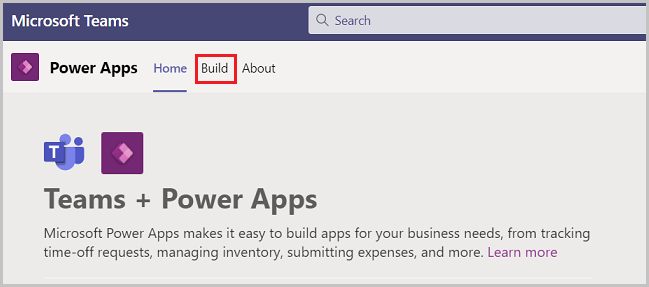 Microsoft Teams
Search
Power Apps Home Build About
T
Teams + Power Apps
Microsoft Power Apps makes it easy to build apps for your business needs, from tracking
time-off requests, managing inventory, submitting expenses, and more. Learn more